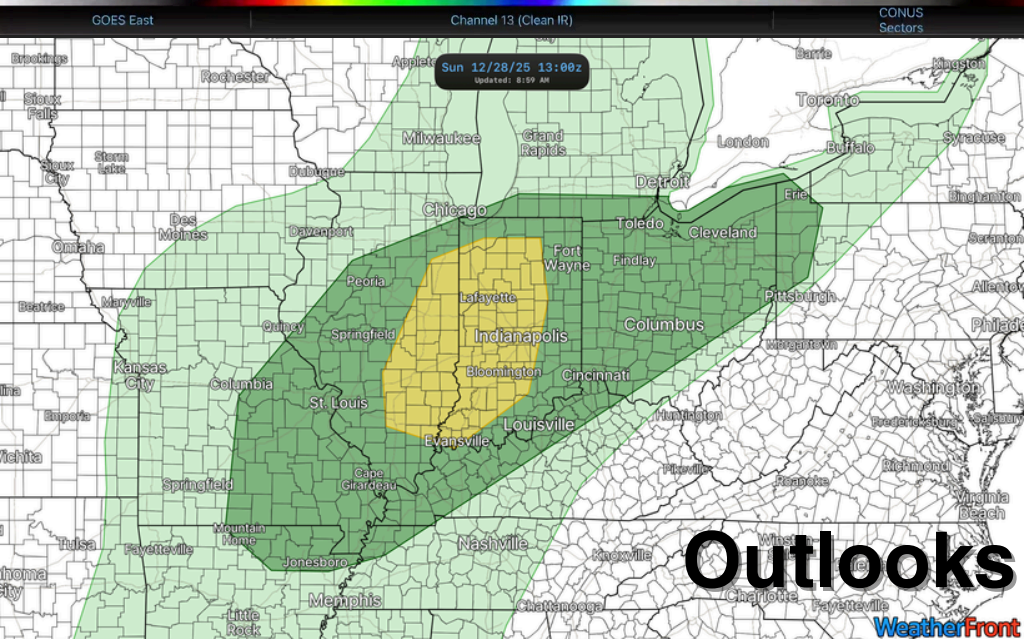 GOES East
Channel 13 (Clean IR)
CONUS
Sectors
Sun 12/28/25 13:00z
Updated: 8:59 AM
Brookings
Rochester
Barrie
Kingston
Sioux
Falls
Toronto
Milwaukee
Grand
Rapids
London
Buffalo
Syracuse
Sioux
City
Storm
Lake
Dubuque
Detroit
Erie
Binghamton
Chicago
Des
Moines
Davenport
Toledo
Cleveland
Omaha
Fort
Wayne
Findlay
Peoria
Beatrice
Maryville
Lafayette
Pittsburgh
Quincy
Springfield
Indianapolis
Columbus
Morgantown
Kansas
City
Columbia
Bloomington
Cincinnati
Washington
St. Louis
Emporia
Louisville
Huntington
Fredericksburg
Salisbury
Evansville
Cape
Girardeau
Pikeville
Richmond
Springfield
Roanoke
Virginia
Beach
Mountain
Home
Tulsa
Fayetteville
Jonesboro
Nashville
Knoxville
Outlooks
Memphis
Chattanooga
Charlotte
Fayetteville
Little
Rock
WeatherFront